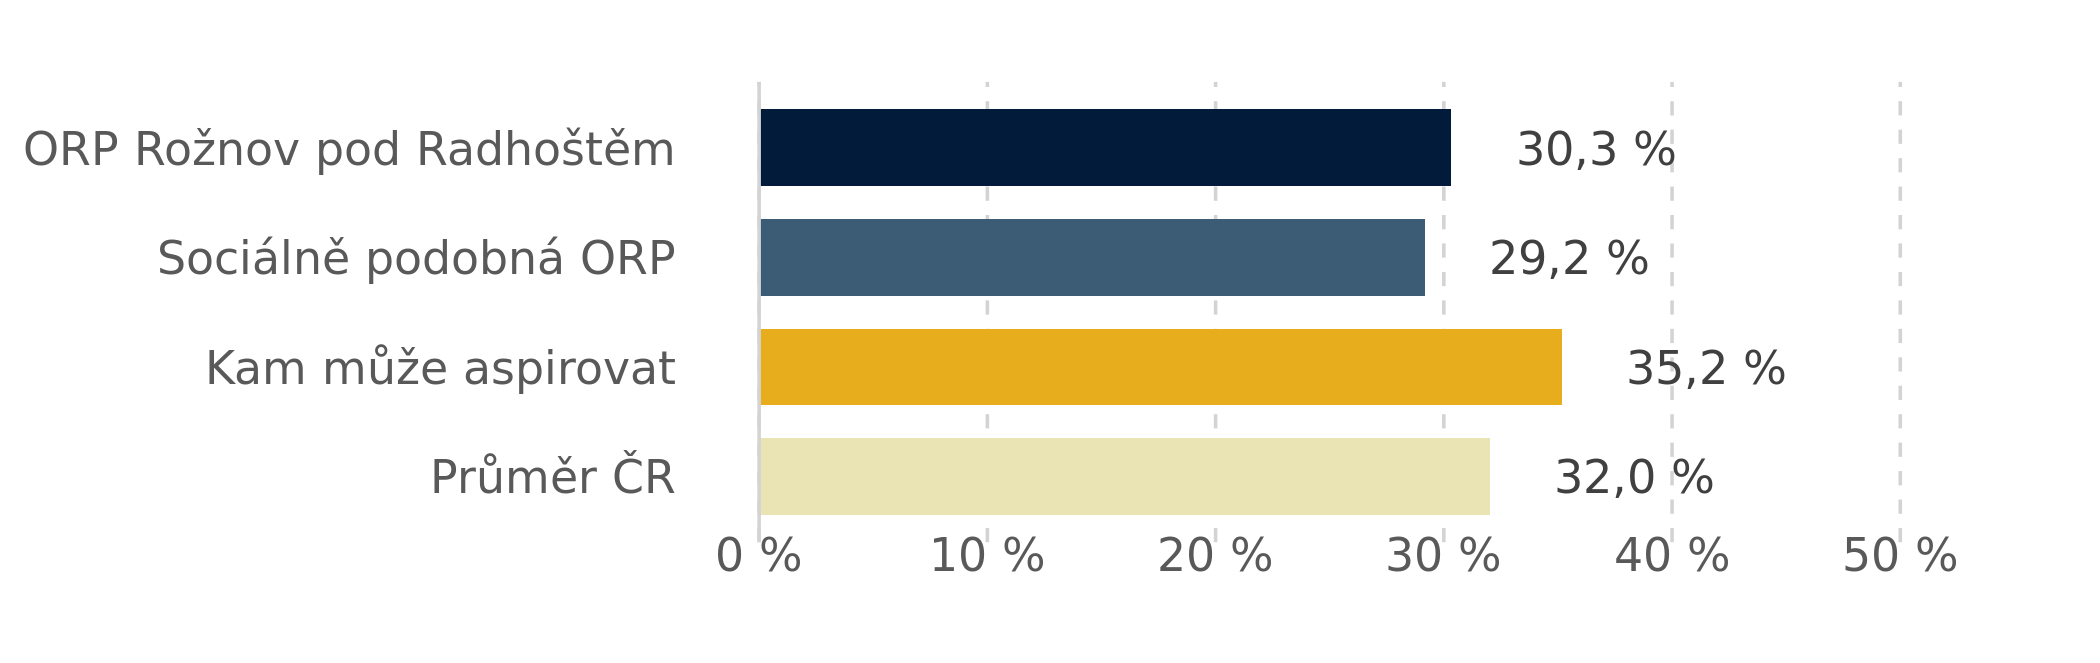 ORP Rožnov pod Radhoštěm 30,3 %
Sociálně podobná ORP 29,2 %
Kam může aspirovat 35,2 %
Průměr ČR 32,0 %
0 % 10 % 20 % 30 % 40 % 50 %